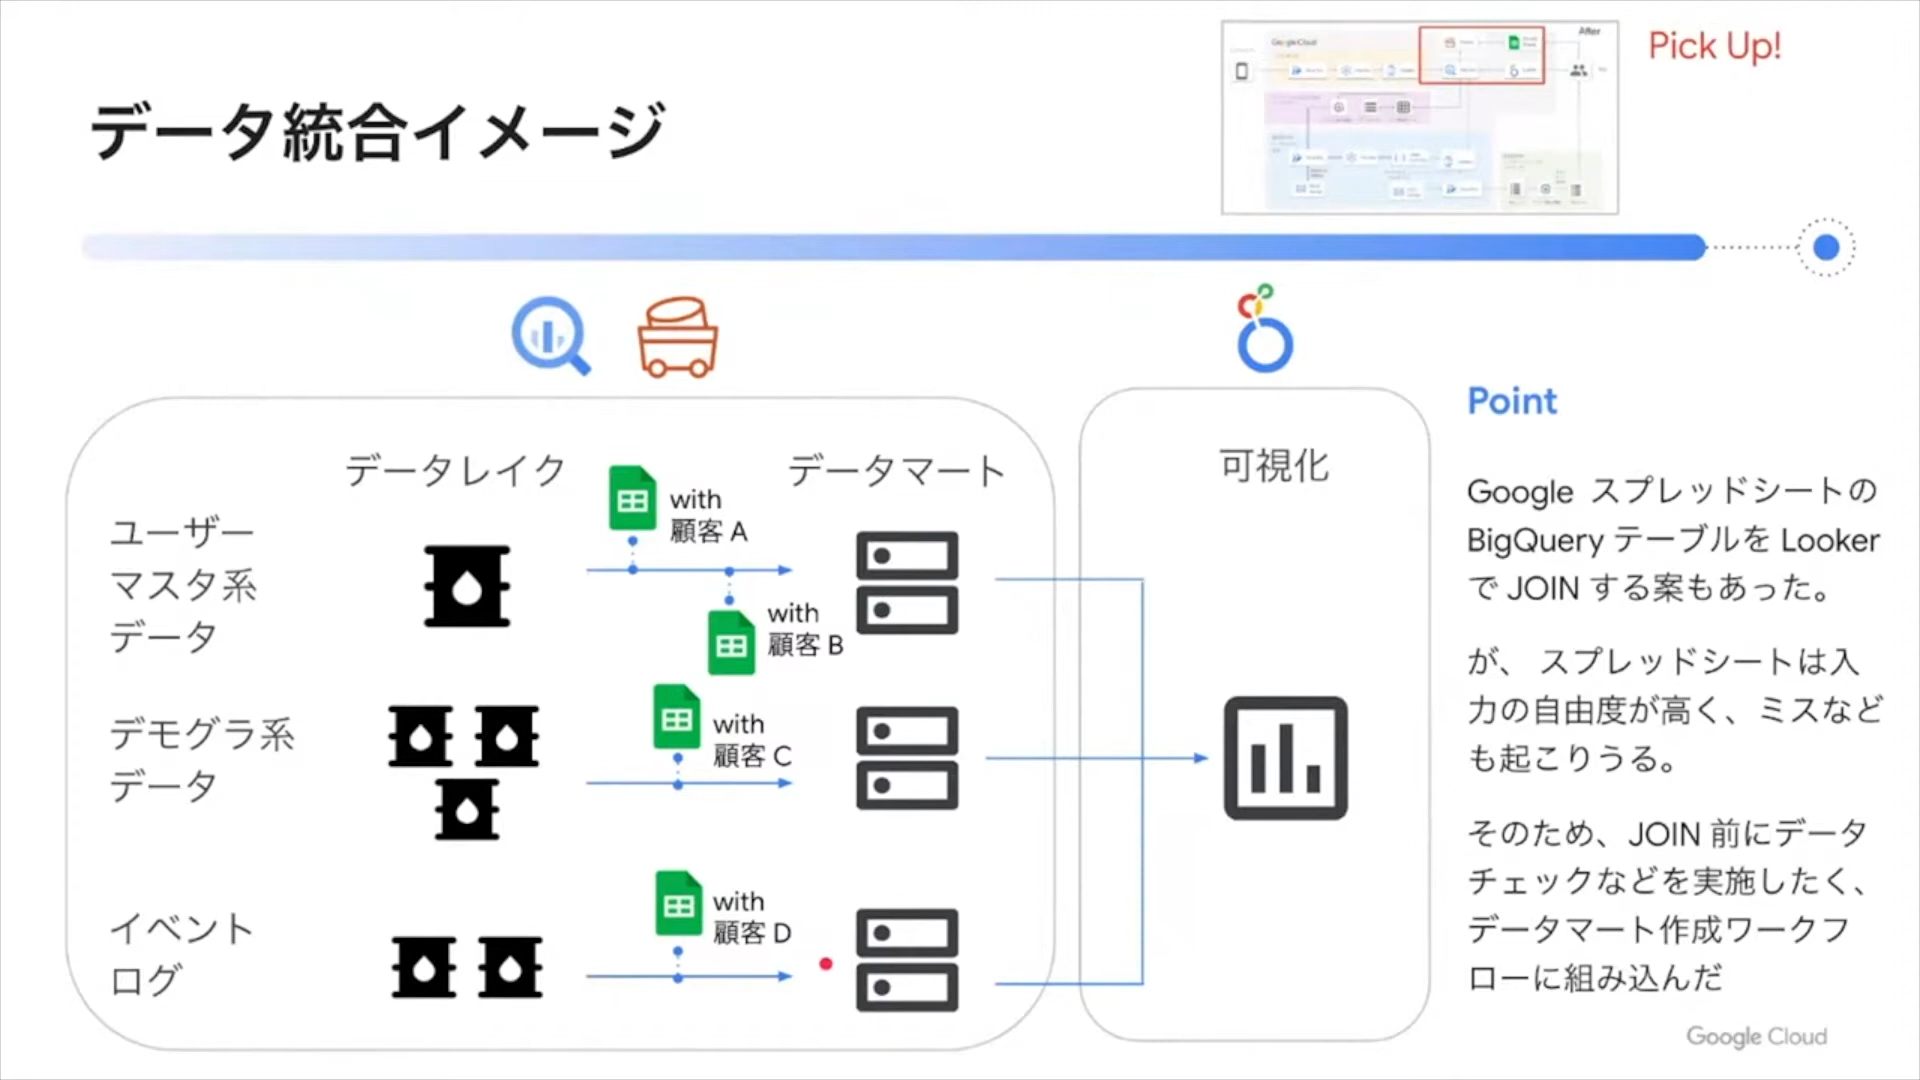 Pick Up!
Google Cloud
After
データ統合イメージ
データレイク
with
顧客 A
データマート
可視化
ユーザー
マスタ系
データ
with
顧客 B
デモグラ系
データ
with
顧客 C
イベント
ログ
with
顧客 D
Point
Google スプレッドシートの
BigQuery テーブルを Looker
で JOIN する案もあった。
が、 スプレッドシートは入
力の自由度が高く、ミスなど
も起こりうる。
そのため、JOIN 前にデータ
チェックなどを実施したく、
データマート作成ワークフ
ローに組み込んだ
Google Cloud